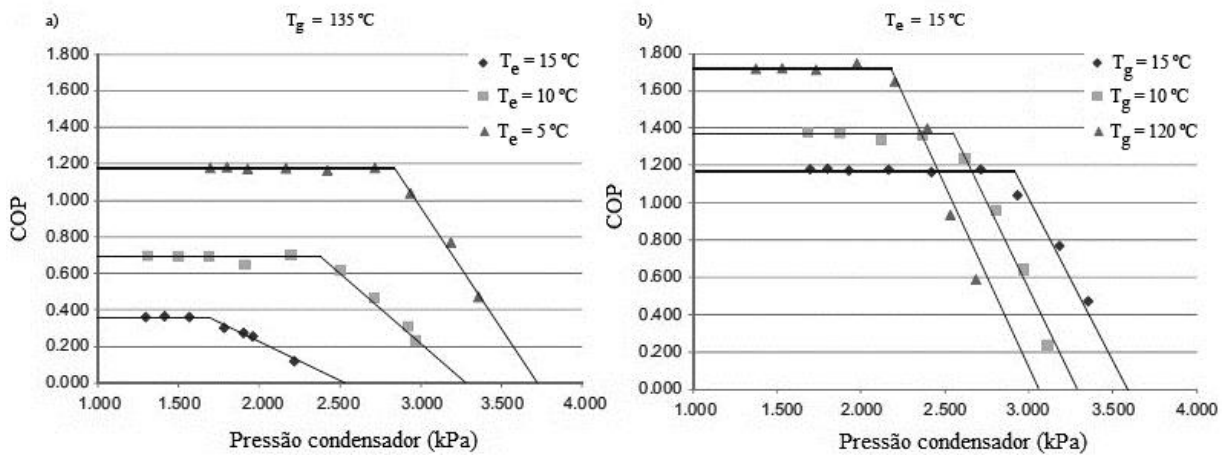 a)
T_g = 135 ºC
1.800
1.600
1.400
1.200
1.000
0.800
0.600
0.400
0.200
0.000
COP
T_e = 15 ºC
T_e = 10 ºC
T_e = 5 ºC
1.000 1.500 2.000 2.500 3.000 3.500 4.000
Pressão condensador (kPa)
b)
T_e = 15 ºC
1.800
1.600
1.400
1.200
1.000
0.800
0.600
0.400
0.200
0.000
COP
T_g = 15 ºC
T_g = 10 ºC
T_g = 120 ºC
1.000 1.500 2.000 2.500 3.000 3.500 4.000
Pressão condensador (kPa)